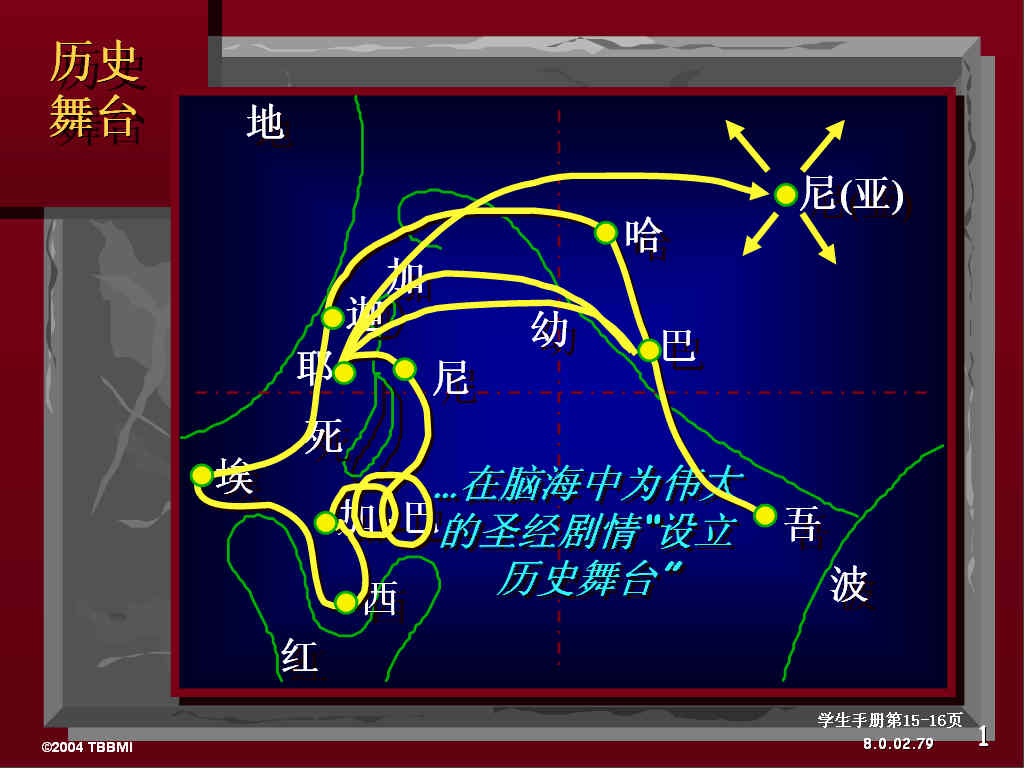 历史
舞台
地
尼(亚)
哈
加
迦
幼
巴
耶
尼
死
埃
…在脑海中为伟大
加
巴
的圣经剧情“设立
吾
历史舞台”
波
西
红
学生手册第15-16页
©2004 TBBMI
8.0.02.79
1